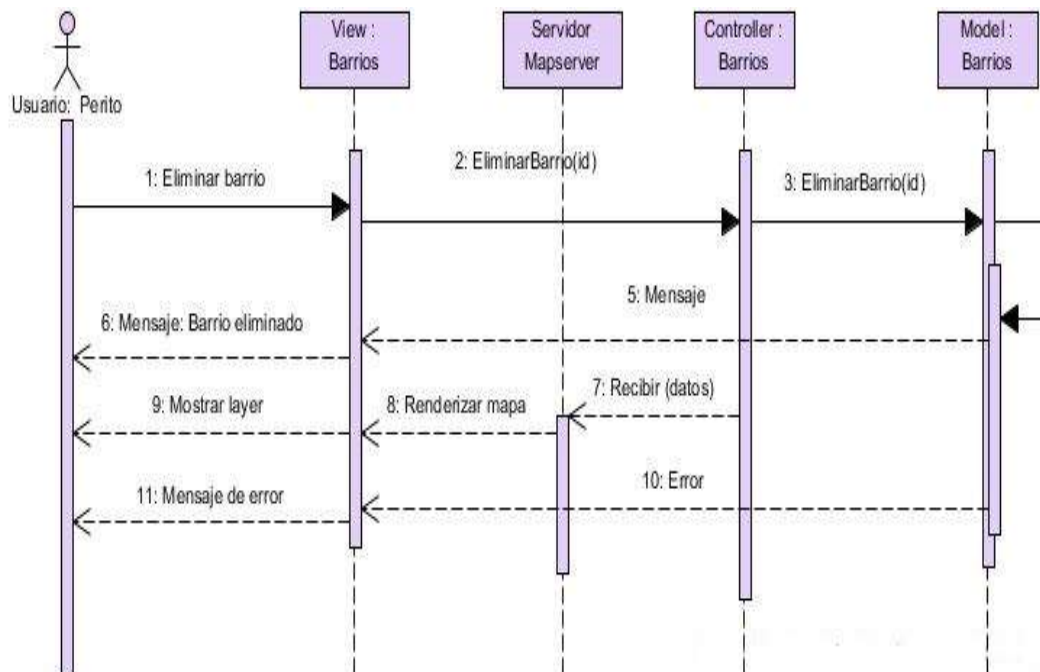 View :
Barrios
Servidor
Mapserver
Controller :
Barrios
Model :
Barrios
Usuario: Perito
1: Eliminar barrio
2: EliminarBarrio(id)
3: EliminarBarrio(id)
5: Mensaje
6: Mensaje: Barrio eliminado
7: Recibir (datos)
8: Renderizar mapa
9: Mostrar layer
10: Error
11: Mensaje de error